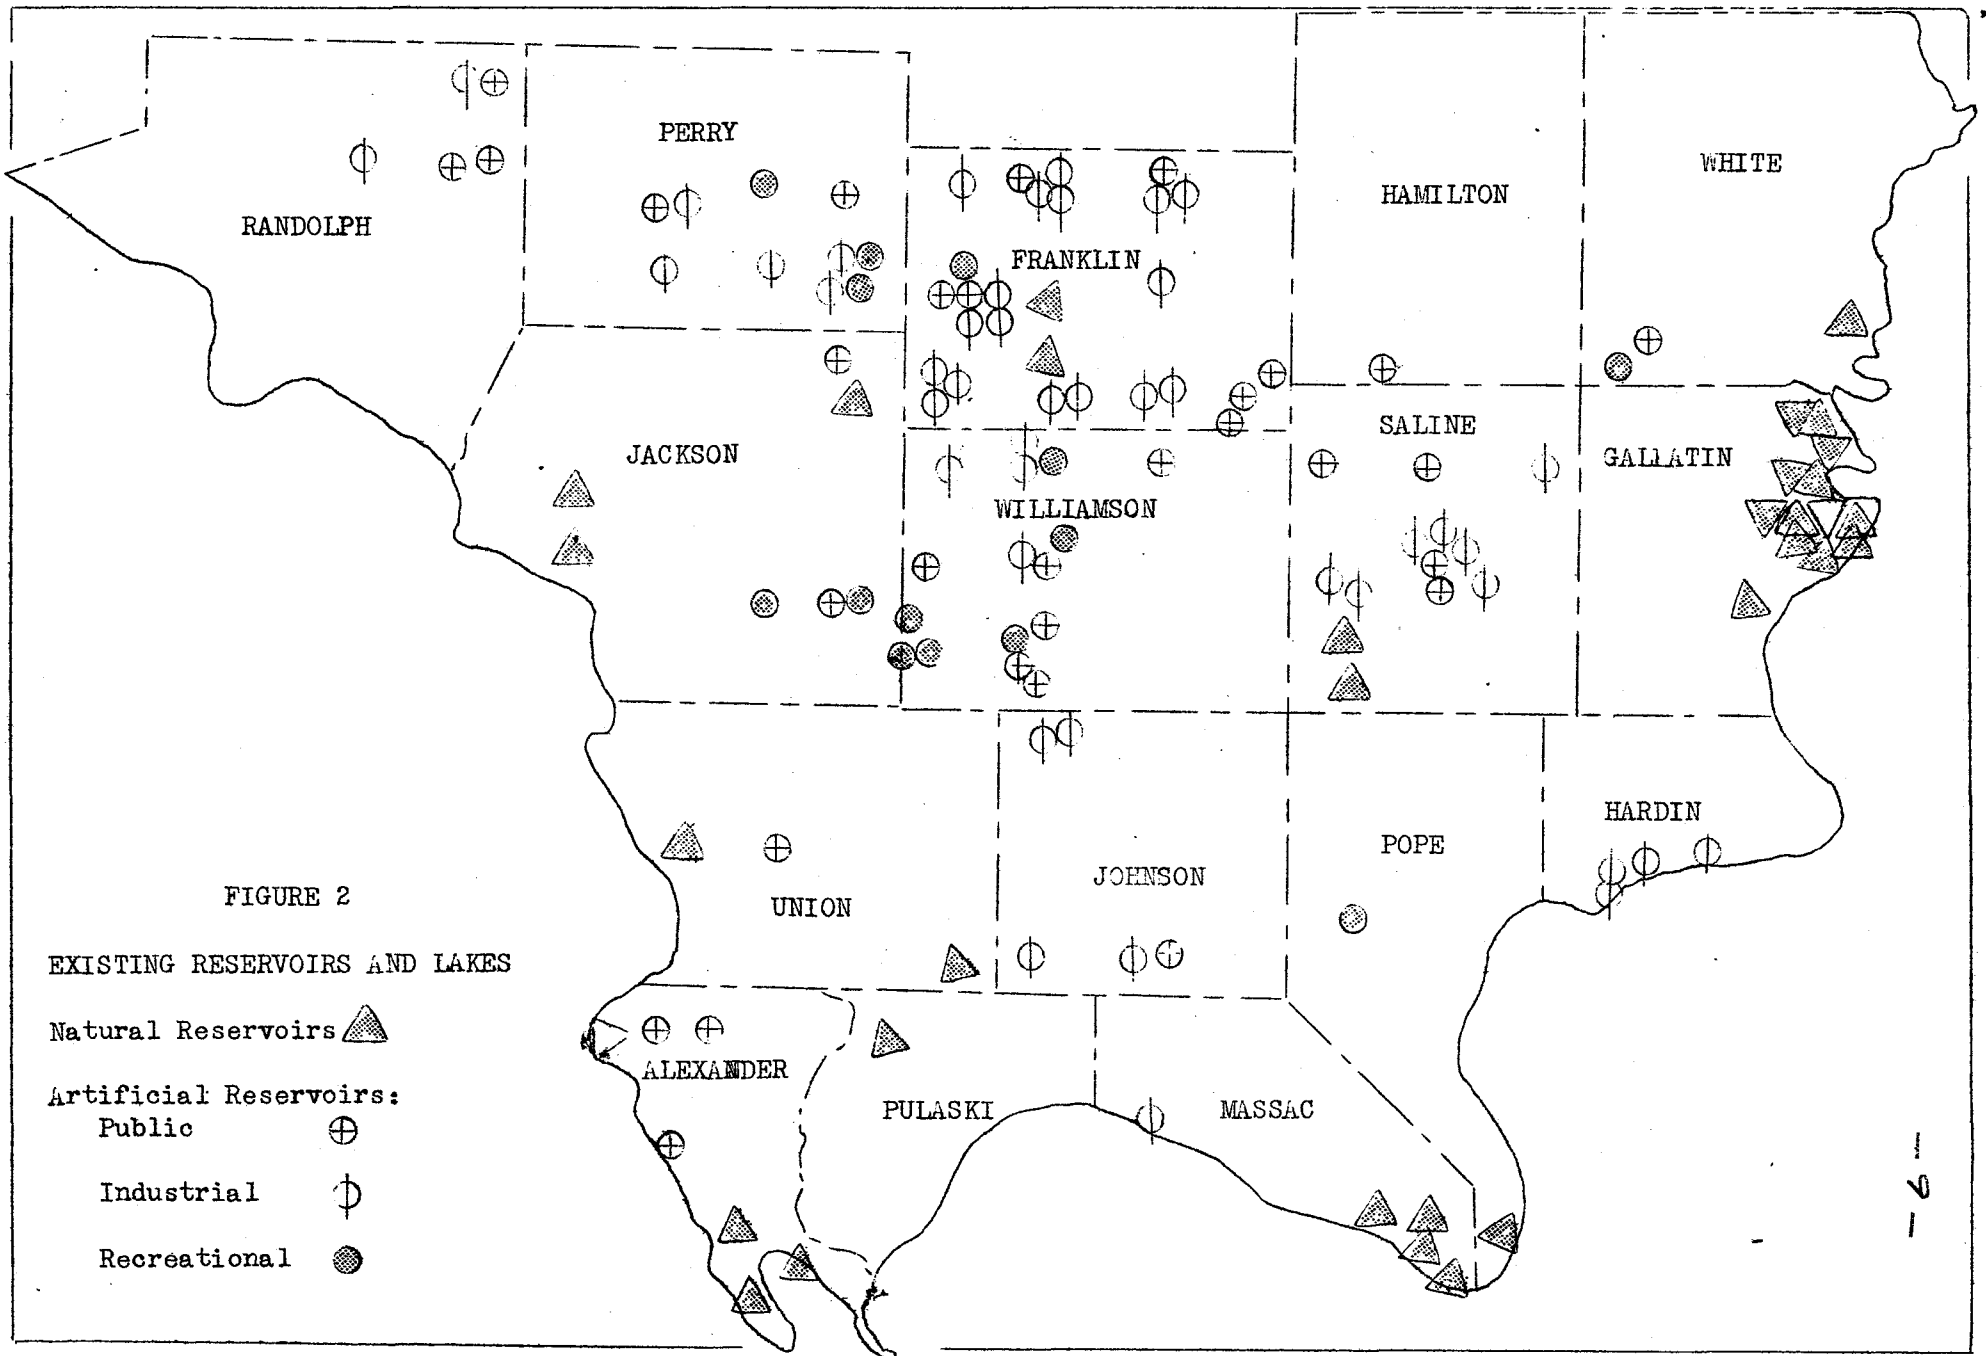 PERRY
WHITE
HAMILTON
RANDOLPH
FRANKLIN
SALINE
JACKSON
GALLATIN
WILLIAMSON
HARDIN
POPE
JOHNSON
FIGURE 2
UNION
EXISTING RESERVOIRS AND LAKES
Natural Reservoirs
ALEXANDER
Artificial Reservoirs:
PULASKI
MASSAC
Public
Industrial
Recreational
- 6 -